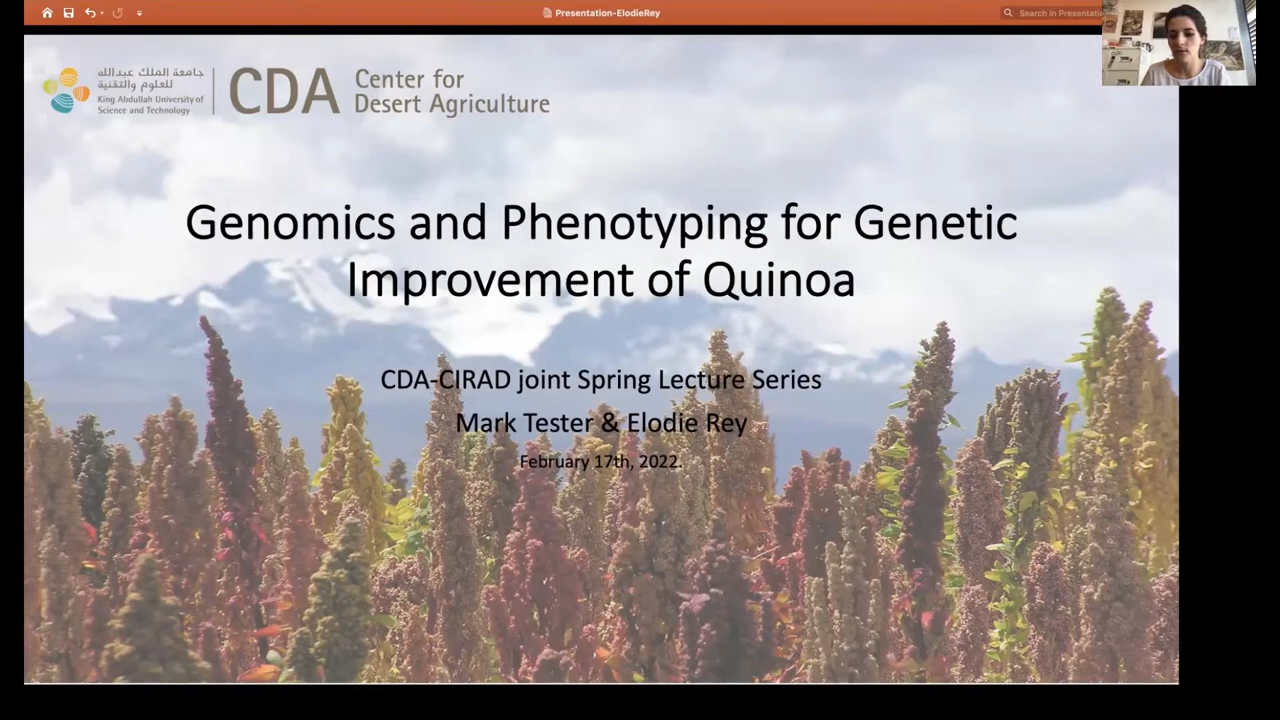 Presentation-ElodieRey
Search in Presentatio
جامعة الملك عبدالله
للعلوم والتقنية
King Abdullah University of
Science and Technology
CDA
Center for
Desert Agriculture
Genomics and Phenotyping for Genetic
Improvement of Quinoa
CDA-CIRAD joint Spring Lecture Series
Mark Tester & Elodie Rey
February 17th, 2022.